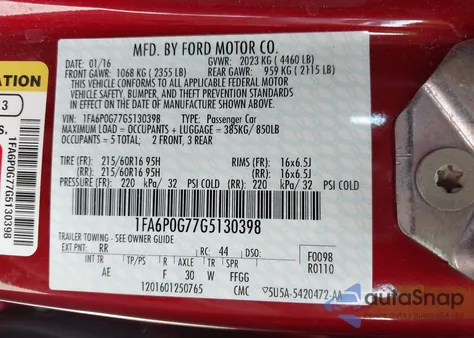 MFD. BY FORD MOTOR CO.
DATE: 01/16 GVWR: 2023 KG ( 4460 LB)
FRONT GAWR: 1068 KG ( 2355 LB) REAR GAWR: 959 KG ( 2115 LB)
THIS VEHICLE CONFORMS TO ALL APPLICABLE FEDERAL MOTOR
VEHICLE SAFETY, BUMPER, AND THEFT PREVENTION STANDARDS
IN EFFECT ON THE DATE OF MANUFACTURE SHOWN ABOVE.
VIN: 1FA6P0G77G5130398 TYPE: Passenger Car
MAXIMUM LOAD = OCCUPANTS + LUGGAGE = 385KG/ 850LB
OCCUPANTS = 5 TOTAL: 2 FRONT, 3 REAR
TIRE (FR): 215/60R16 95H RIMS (FR): 16x6.5J
(RR): 215/60R16 95H (RR): 16x6.5J
PRESSURE (FR): 220 kPa/ 32 PSI COLD (RR): 220 kPa/ 32 PSI COLD
1FA6P0G77G5130398
TRAILER TOWING - SEE OWNER GUIDE
EXT PNT: RR RC: 44 DSO: F0098
R0110
INT TR TP/PS R AXLE TR SPR
AE F 30 W FFGG
1201601250765 CMC 5U5A-5420472-AA
ATION
3
S.
1FA6P0G77G5130398
autoSnap